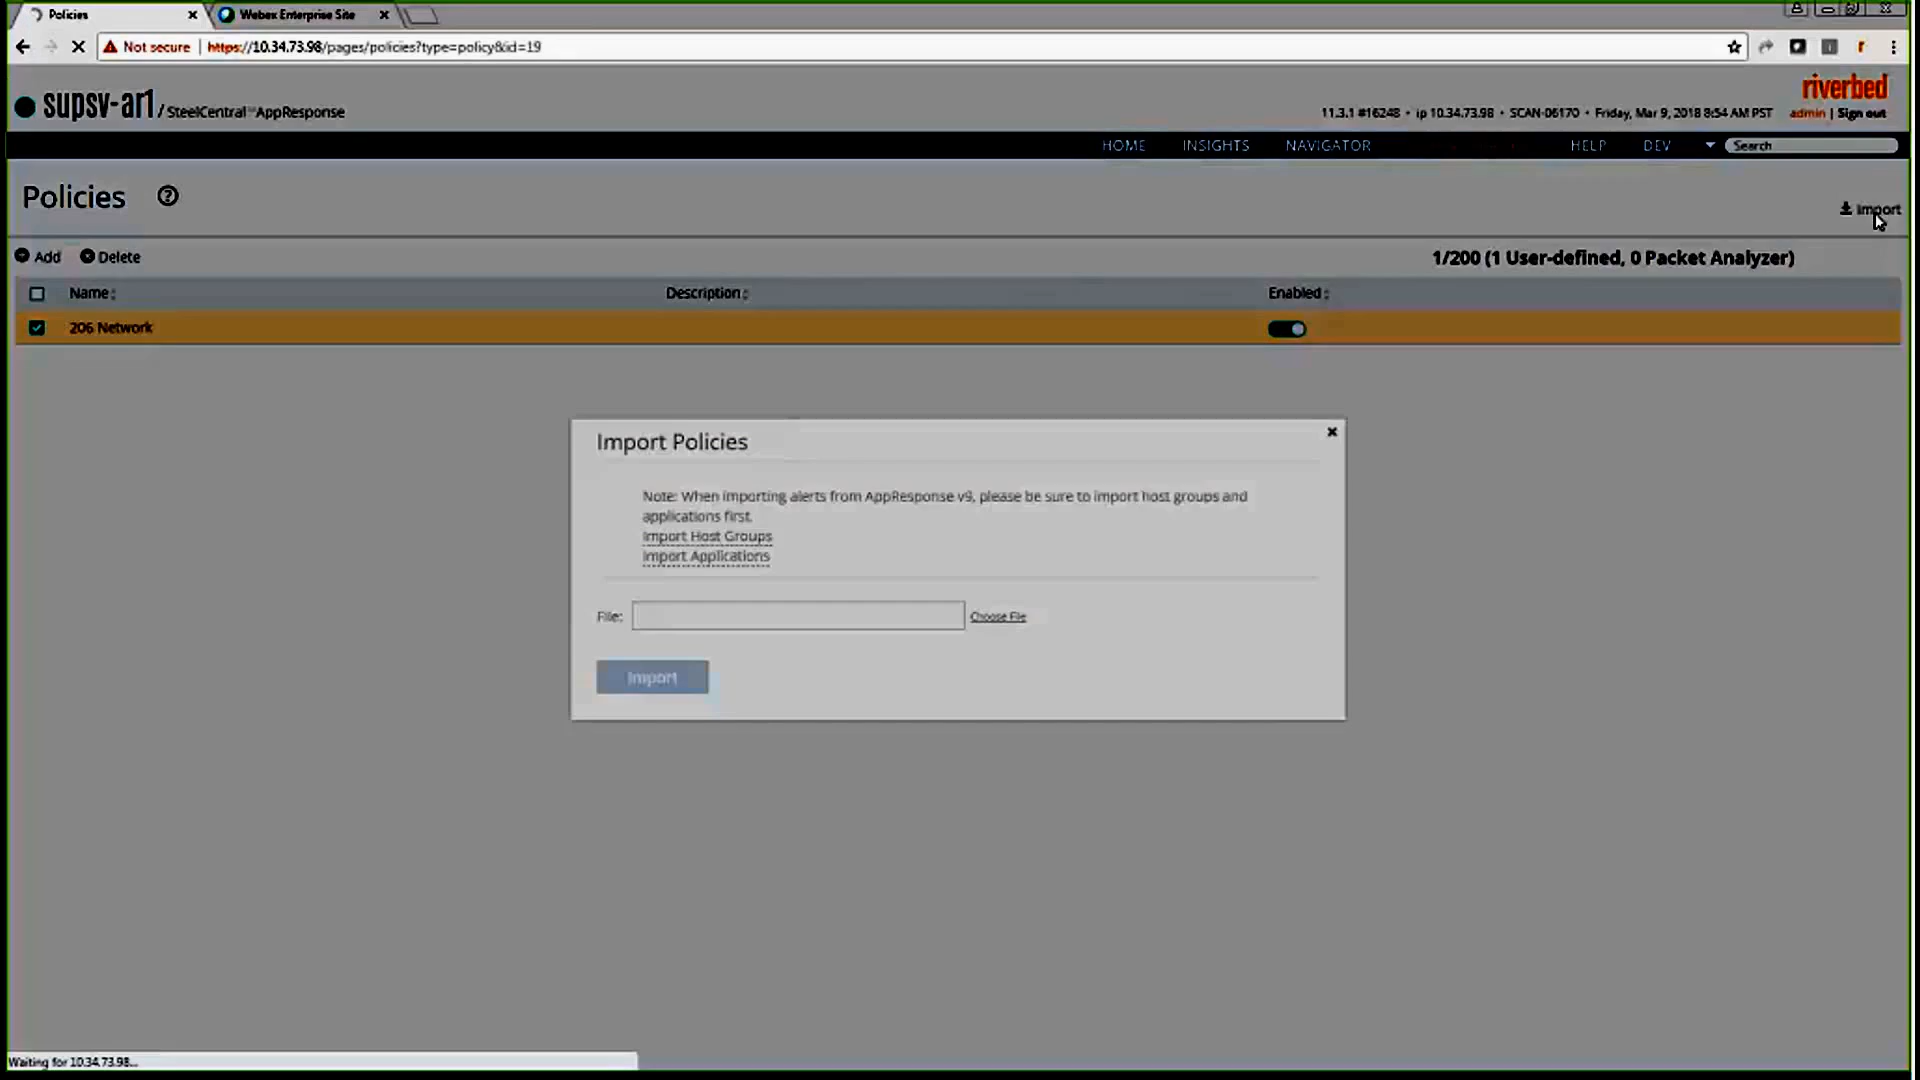 Policies
Webex Enterprise Site
Not secure
https://10.34.73.98/pages/policies?type=policy&id=19
supsv-ar1 / SteelCentral™AppResponse
riverbed
11.3.1 #16248 • ip 10.34.73.98 • SCAN-06170 • Friday, Mar 9, 2018 8:54 AM PST
admin | Sign out
HOME INSIGHTS NAVIGATOR HELP DEV Search
Policies ?
Import
Add Delete
1/200 (1 User-defined, 0 Packet Analyzer)
Name Description Enabled
206 Network
Import Policies
Note: When importing alerts from AppResponse v9, please be sure to import host groups and
applications first.
Import Host Groups
Import Applications
File: Choose File
Import
Waiting for 10.34.73.98...